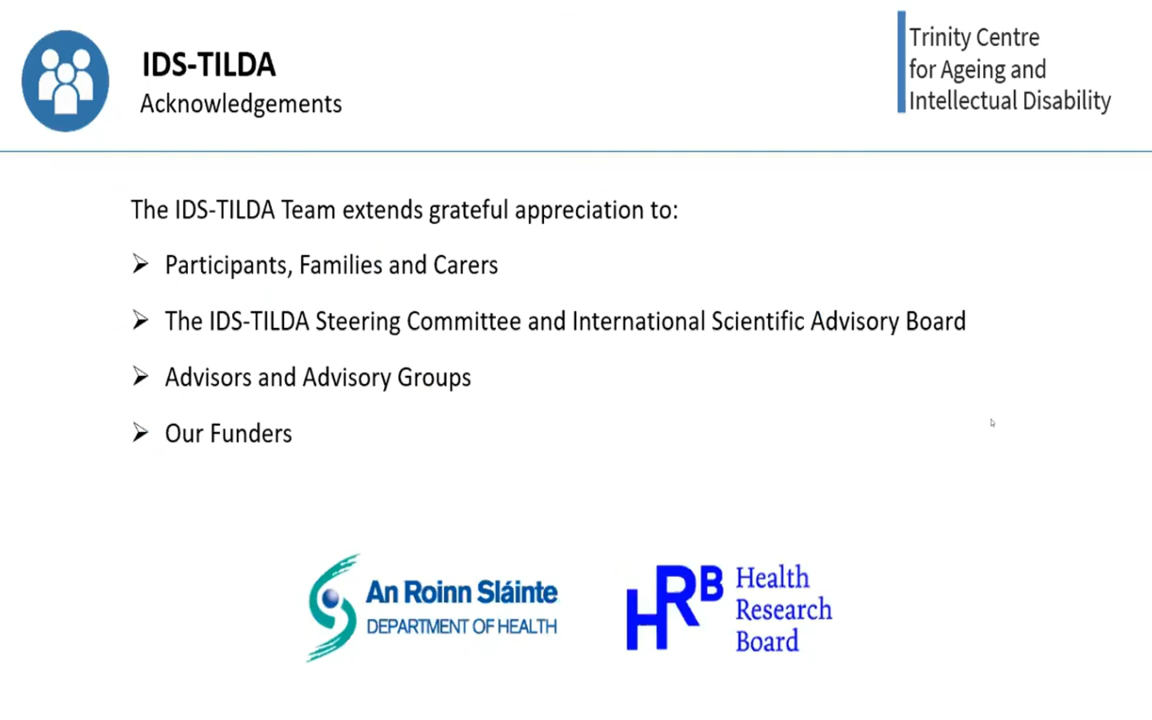 IDS-TILDA
Acknowledgements
Trinity Centre
for Ageing and
Intellectual Disability
The IDS-TILDA Team extends grateful appreciation to:
➢ Participants, Families and Carers
➢ The IDS-TILDA Steering Committee and International Scientific Advisory Board
➢ Advisors and Advisory Groups
➢ Our Funders
An Roinn Sláinte
DEPARTMENT OF HEALTH
HRB
Health
Research
Board